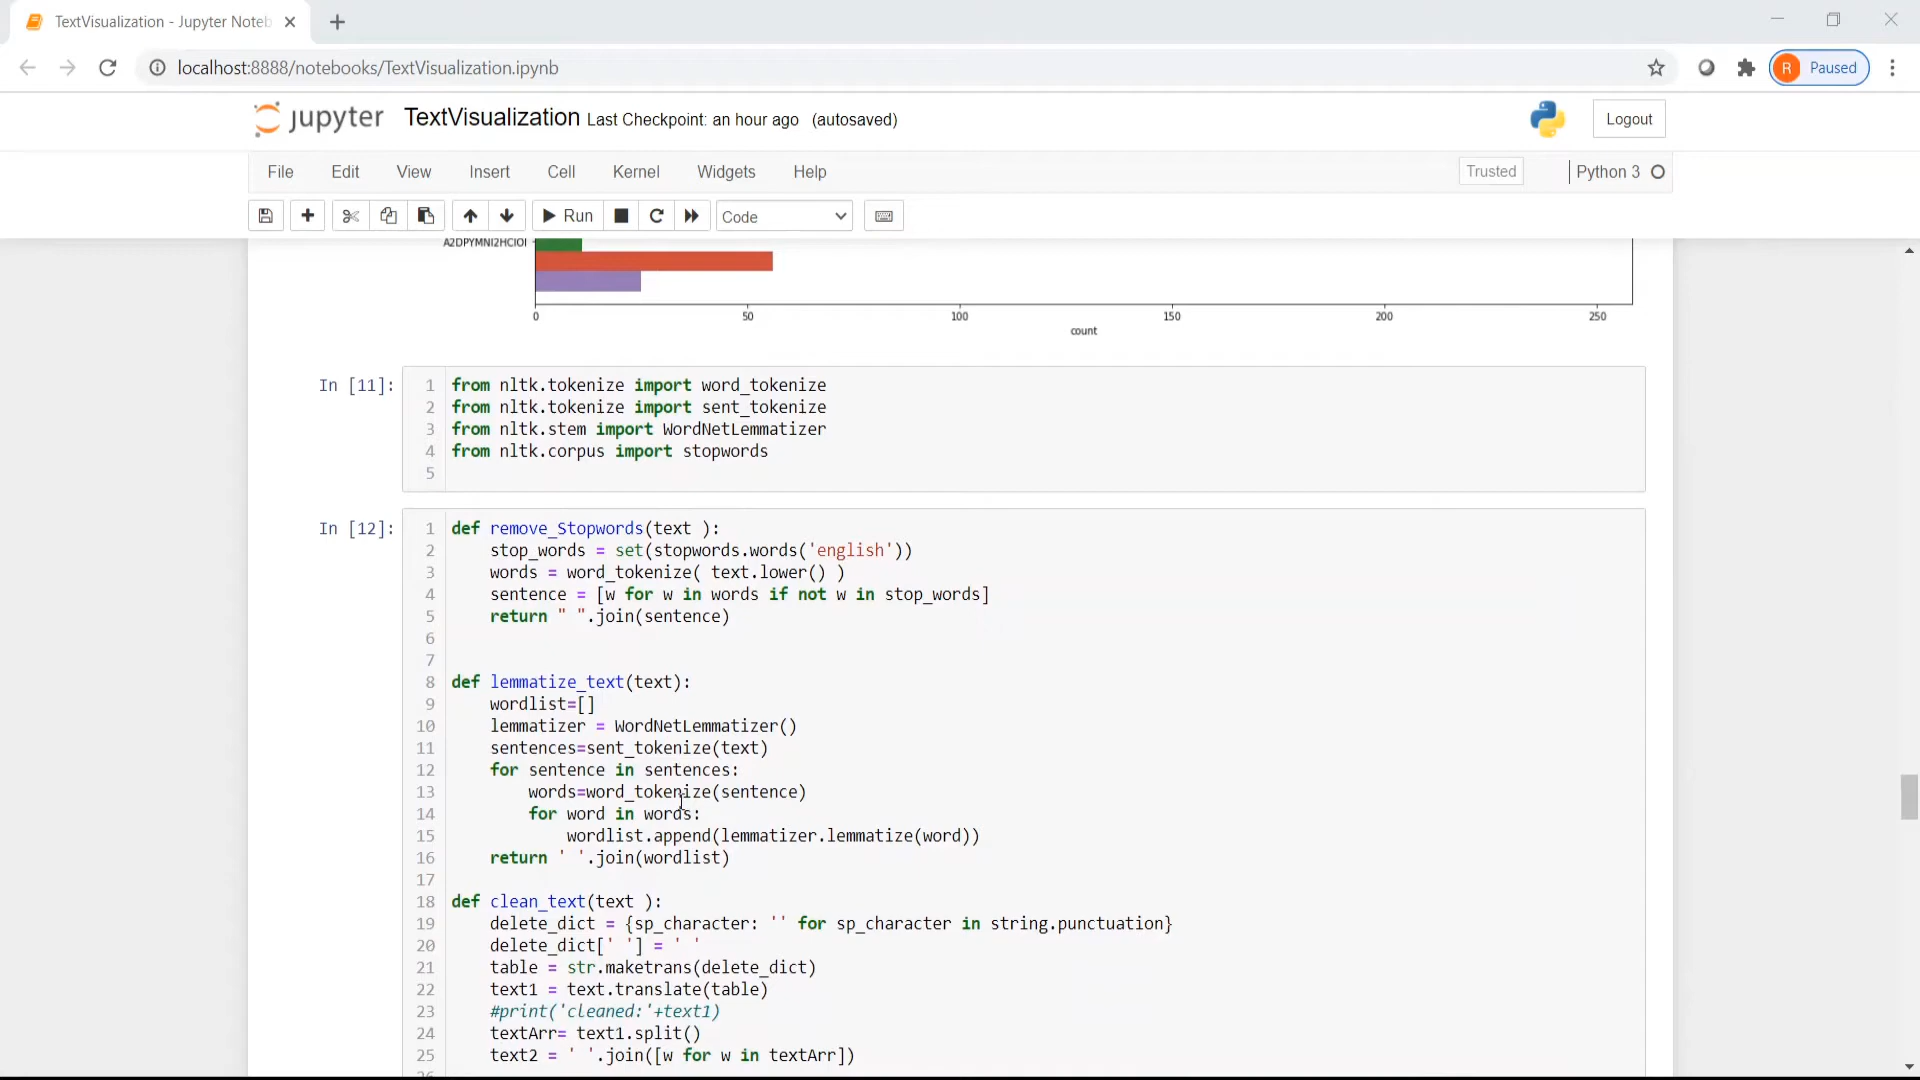 TextVisualization - Jupyter Noteb
localhost:8888/notebooks/TextVisualization.ipynb
R Paused
jupyter TextVisualization Last Checkpoint: an hour ago (autosaved)
Logout
File Edit View Insert Cell Kernel Widgets Help
Trusted Python 3
Run Code
A2DPYMNI2HCIOI
0 50 100 150 200 250
count
In [11]:
1 from nltk.tokenize import word_tokenize
2 from nltk.tokenize import sent_tokenize
3 from nltk.stem import WordNetLemmatizer
4 from nltk.corpus import stopwords
5
In [12]:
1 def remove_Stopwords(text ):
2     stop_words = set(stopwords.words('english'))
3     words = word_tokenize( text.lower() )
4     sentence = [w for w in words if not w in stop_words]
5     return " ".join(sentence)
6
7
8 def lemmatize_text(text):
9     wordlist=[]
10     lemmatizer = WordNetLemmatizer()
11     sentences=sent_tokenize(text)
12     for sentence in sentences:
13         words=word_tokenize(sentence)
14         for word in words:
15             wordlist.append(lemmatizer.lemmatize(word))
16     return ' '.join(wordlist)
17
18 def clean_text(text ):
19     delete_dict = {sp_character: '' for sp_character in string.punctuation}
20     delete_dict[' '] = ' '
21     table = str.maketrans(delete_dict)
22     text1 = text.translate(table)
23     #print('cleaned:'+text1)
24     textArr= text1.split()
25     text2 = ' '.join([w for w in textArr])